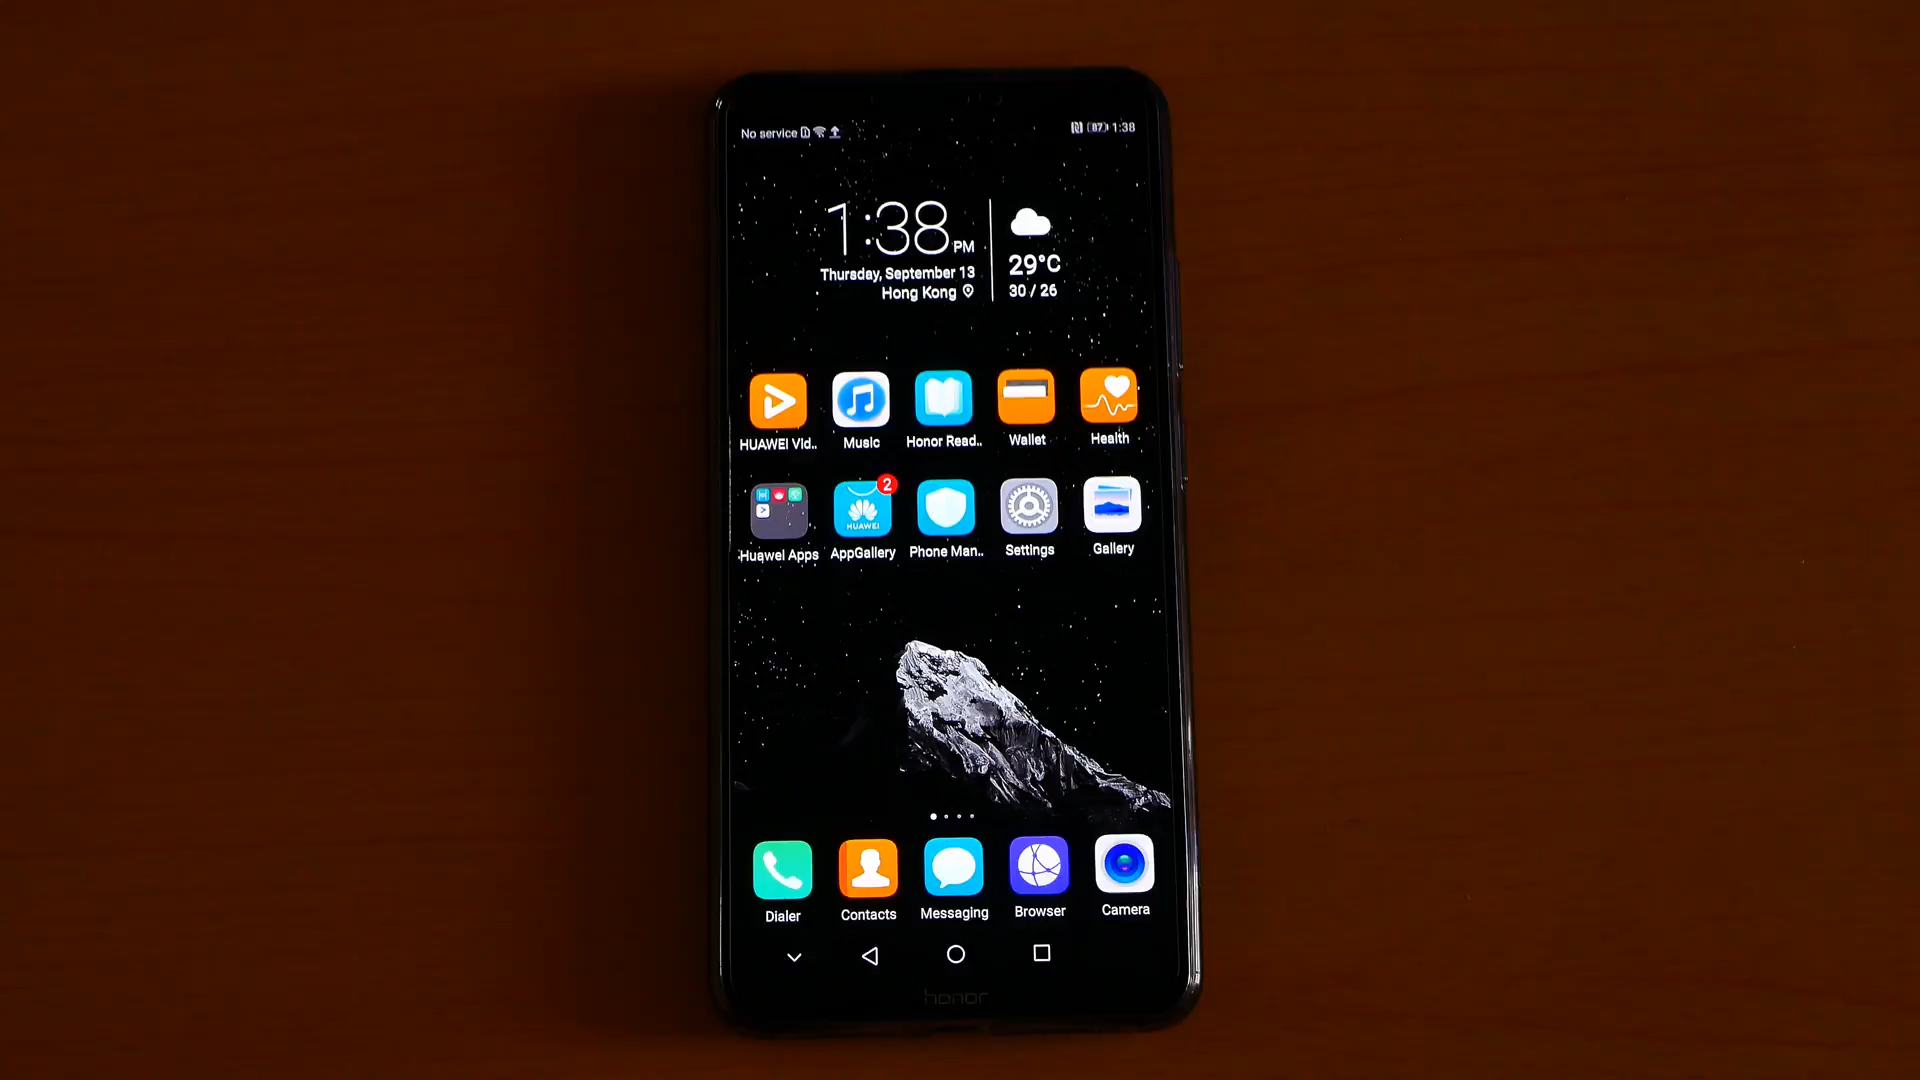 No service
87 1:38
1:38 PM
Thursday, September 13
Hong Kong
29°C
30 / 26
HUAWEI Vid..
Music
Honor Read..
Wallet
Health
2
HUAWEI
Huawei Apps
AppGallery
Phone Man..
Settings
Gallery
Dialer
Contacts
Messaging
Browser
Camera
honor